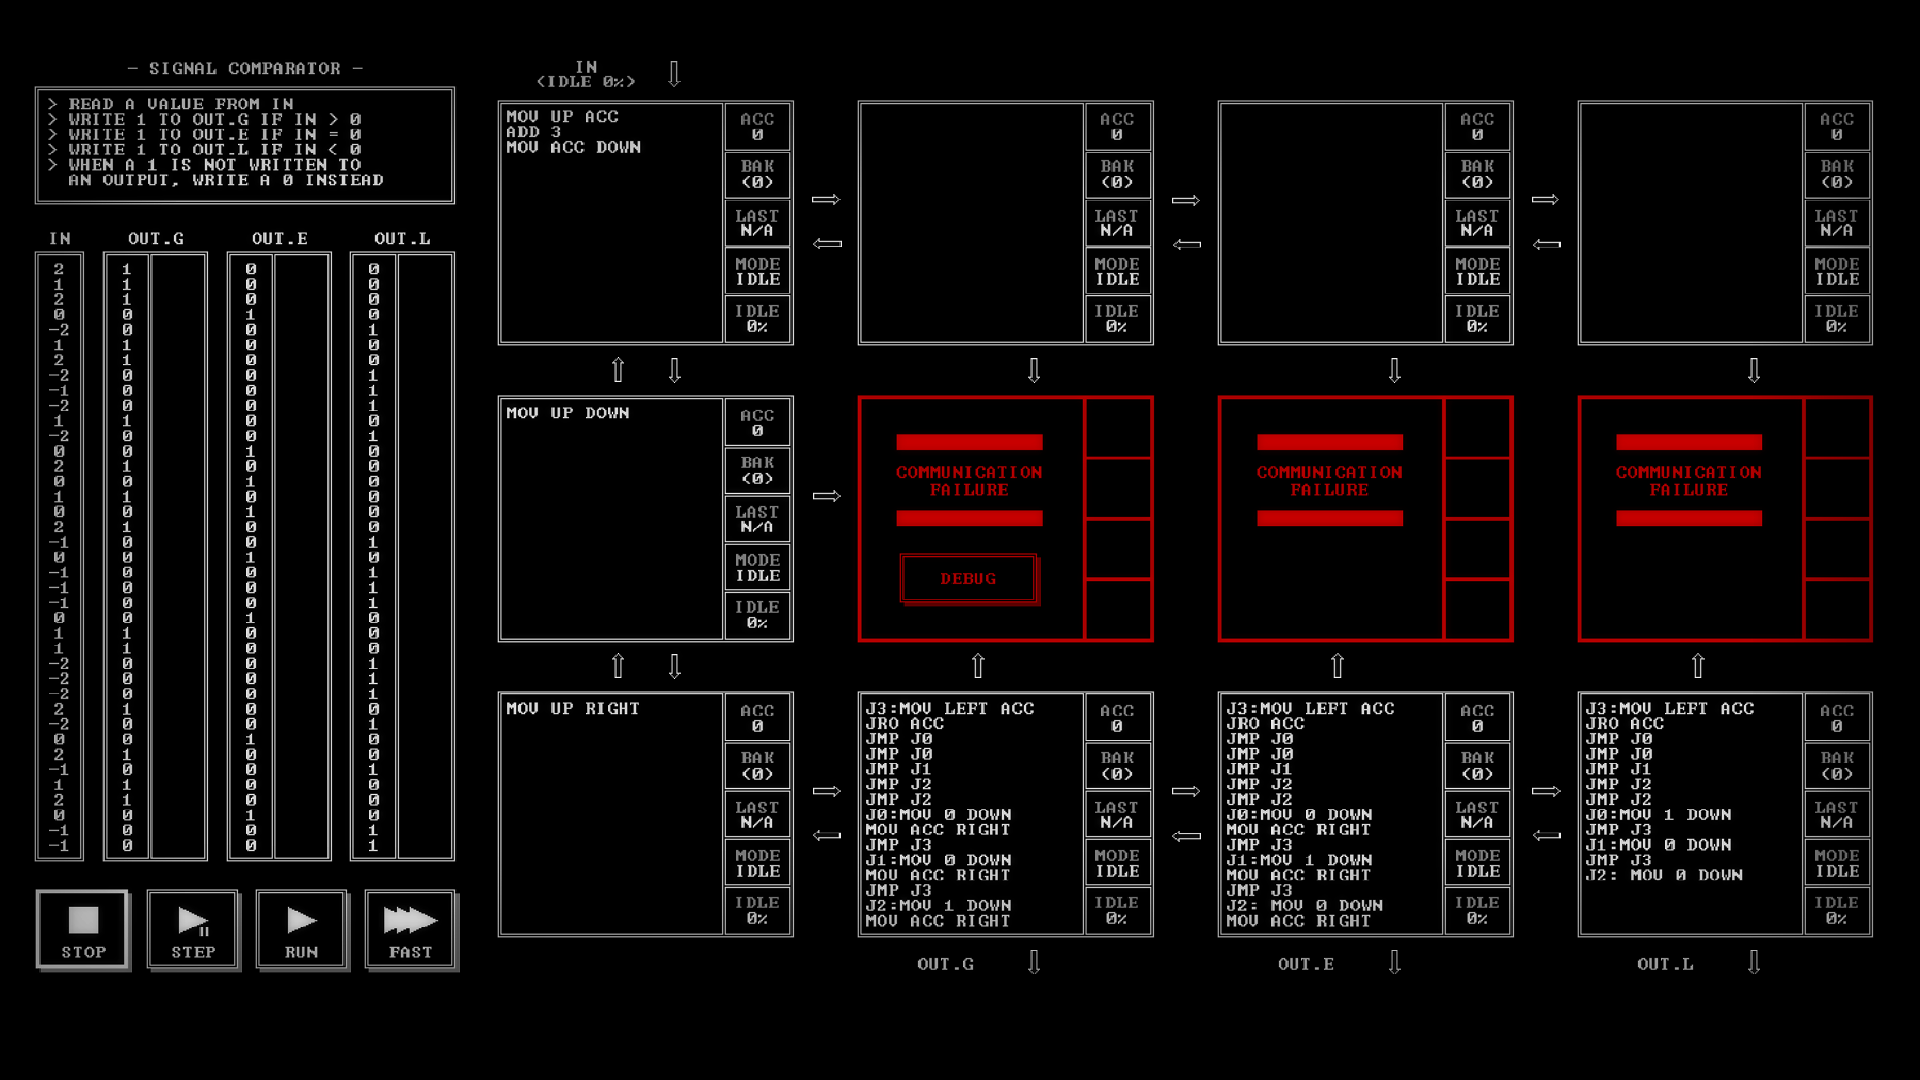 - SIGNAL COMPARATOR -
> READ A VALUE FROM IN
> WRITE 1 TO OUT.G IF IN > 0
> WRITE 1 TO OUT.E IF IN = 0
> WRITE 1 TO OUT.L IF IN < 0
> WHEN A 1 IS NOT WRITTEN TO
AN OUTPUT, WRITE A 0 INSTEAD
IN OUT.G OUT.E OUT.L
2 1 0 0
1 1 0 0
2 1 0 0
0 0 1 0
-2 0 0 1
1 1 0 0
2 1 0 0
-2 0 0 1
-1 0 0 1
-2 0 0 1
1 1 0 0
-2 0 0 1
0 0 1 0
2 1 0 0
0 0 1 0
1 1 0 0
0 0 1 0
2 1 0 0
-1 0 0 1
0 0 1 0
-1 0 0 1
-1 0 0 1
-1 0 0 1
0 0 1 0
1 1 0 0
1 1 0 0
-2 0 0 1
-2 0 0 1
-2 0 0 1
2 1 0 0
-2 0 0 1
0 0 1 0
2 1 0 0
-1 0 0 1
1 1 0 0
2 1 0 0
0 0 1 0
-1 0 0 1
-1 0 0 1
STOP
STEP
RUN
FAST
IN
<IDLE 0%>
MOV UP ACC
ADD 3
MOV ACC DOWN
ACC
0
BAK
<0>
LAST
N/A
MODE
IDLE
IDLE
0%
ACC
0
BAK
<0>
LAST
N/A
MODE
IDLE
IDLE
0%
ACC
0
BAK
<0>
LAST
N/A
MODE
IDLE
IDLE
0%
ACC
0
BAK
<0>
LAST
N/A
MODE
IDLE
IDLE
0%
MOV UP DOWN
ACC
0
BAK
<0>
LAST
N/A
MODE
IDLE
IDLE
0%
COMMUNICATION
FAILURE
DEBUG
COMMUNICATION
FAILURE
COMMUNICATION
FAILURE
MOV UP RIGHT
ACC
0
BAK
<0>
LAST
N/A
MODE
IDLE
IDLE
0%
J3:MOV LEFT ACC
JRO ACC
JMP J0
JMP J0
JMP J1
JMP J2
JMP J2
J0:MOV 0 DOWN
MOV ACC RIGHT
JMP J3
J1:MOV 0 DOWN
MOV ACC RIGHT
JMP J3
J2:MOV 1 DOWN
MOV ACC RIGHT
ACC
0
BAK
<0>
LAST
N/A
MODE
IDLE
IDLE
0%
J3:MOV LEFT ACC
JRO ACC
JMP J0
JMP J0
JMP J1
JMP J2
JMP J2
J0:MOV 0 DOWN
MOV ACC RIGHT
JMP J3
J1:MOV 1 DOWN
MOV ACC RIGHT
JMP J3
J2: MOV 0 DOWN
MOV ACC RIGHT
ACC
0
BAK
<0>
LAST
N/A
MODE
IDLE
IDLE
0%
J3:MOV LEFT ACC
JRO ACC
JMP J0
JMP J0
JMP J1
JMP J2
JMP J2
J0:MOV 1 DOWN
JMP J3
J1:MOV 0 DOWN
JMP J3
J2: MOV 0 DOWN
ACC
0
BAK
<0>
LAST
N/A
MODE
IDLE
IDLE
0%
OUT.G
OUT.E
OUT.L